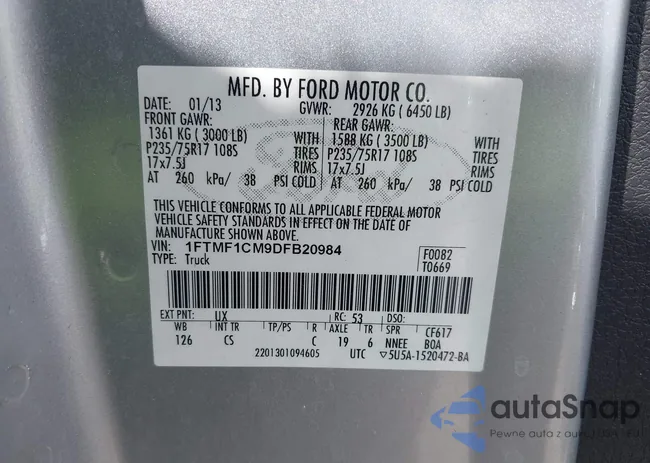 MFD. BY FORD MOTOR CO.
DATE: 01/13 GVWR: 2926 KG ( 6450 LB)
FRONT GAWR: REAR GAWR:
1361 KG ( 3000 LB) WITH 1588 KG ( 3500 LB) WITH
P235/75R17 108S TIRES P235/75R17 108S TIRES
17x7.5J RIMS 17x7.5J RIMS
AT 260 kPa/ 38 PSI COLD AT 260 kPa/ 38 PSI COLD
THIS VEHICLE CONFORMS TO ALL APPLICABLE FEDERAL MOTOR
VEHICLE SAFETY STANDARDS IN EFFECT ON THE DATE OF
MANUFACTURE SHOWN ABOVE.
VIN: 1FTMF1CM9DFB20984 F0082
TYPE: Truck T0669
EXT PNT: UX RC: 53 DSO:
WB INT TR TP/PS R AXLE TR SPR CF617
126 CS C 19 6 NNEE BOA
2201301094605 UTC ▽5U5A-1520472-BA
Ford
autaSnap
Pewne auta z